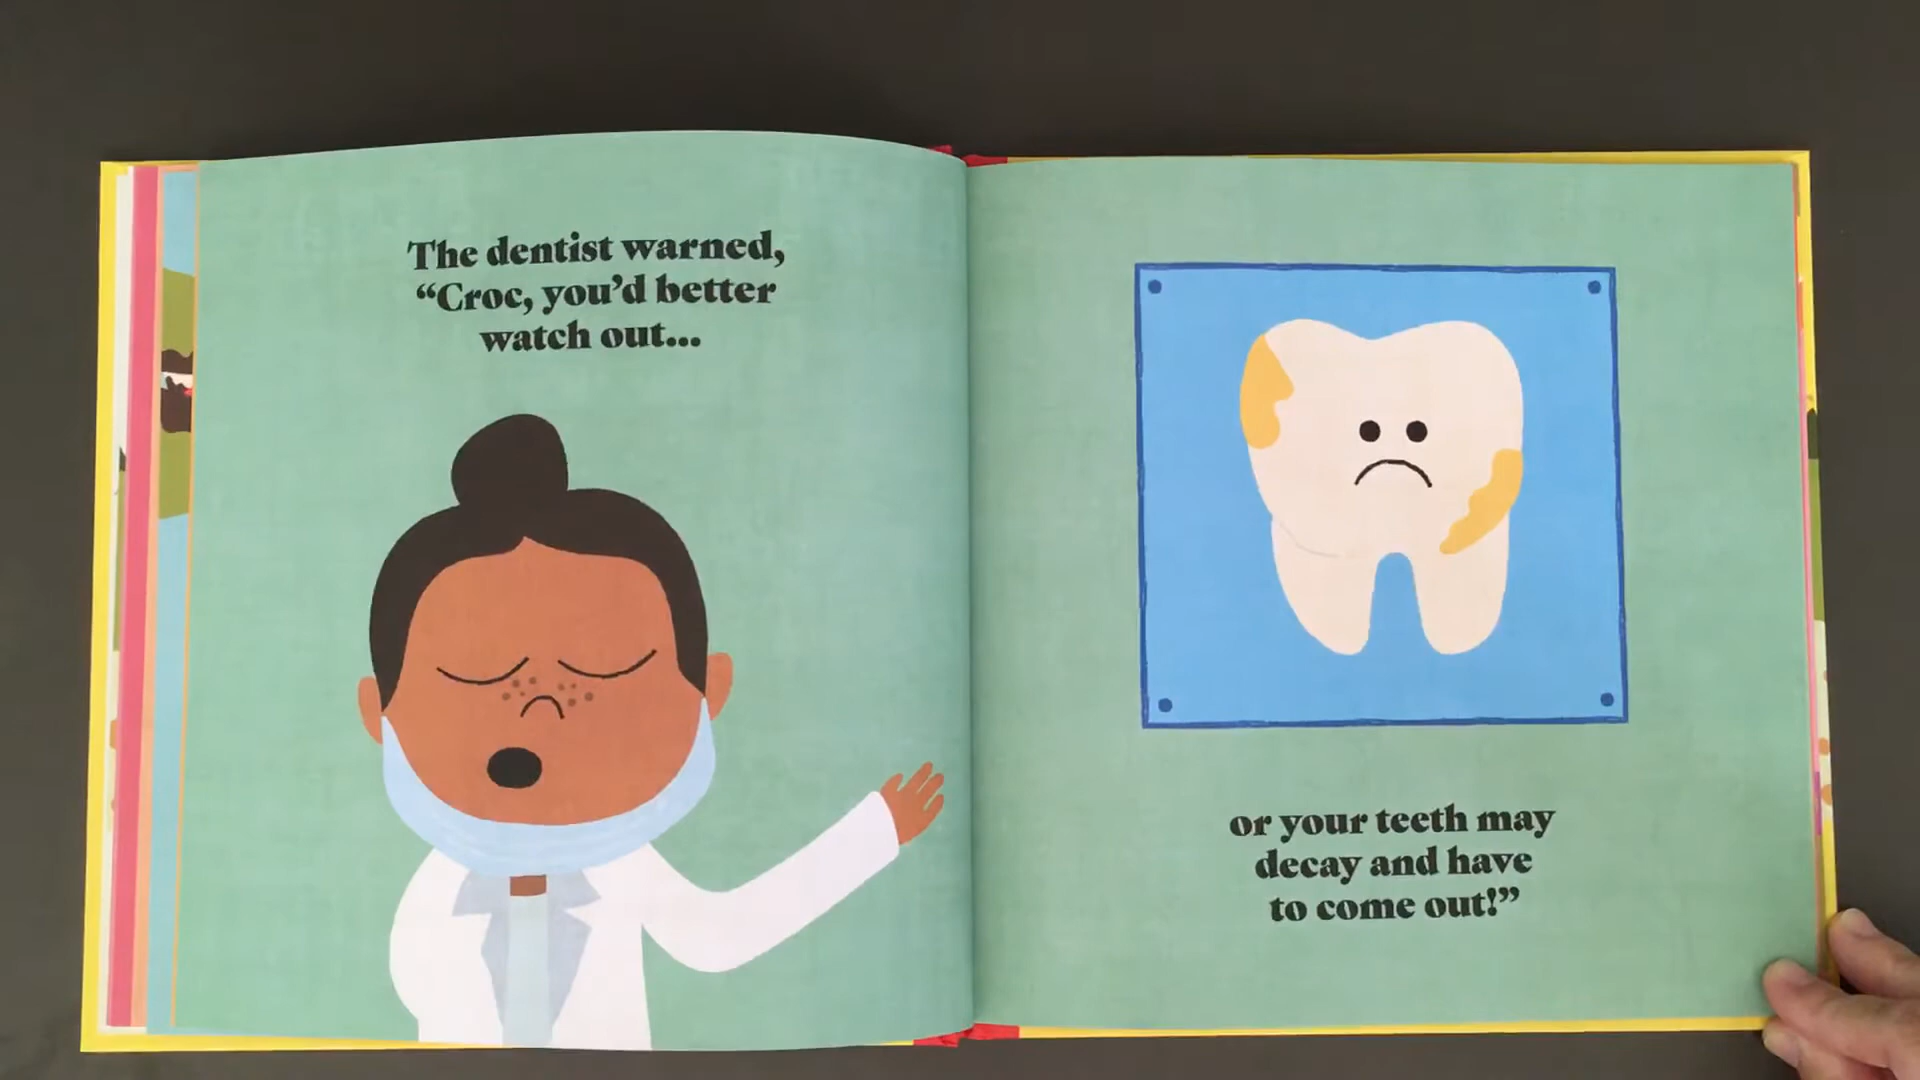 The dentist warned,
“Croc, you’d better
watch out...
or your teeth may
decay and have
to come out!”